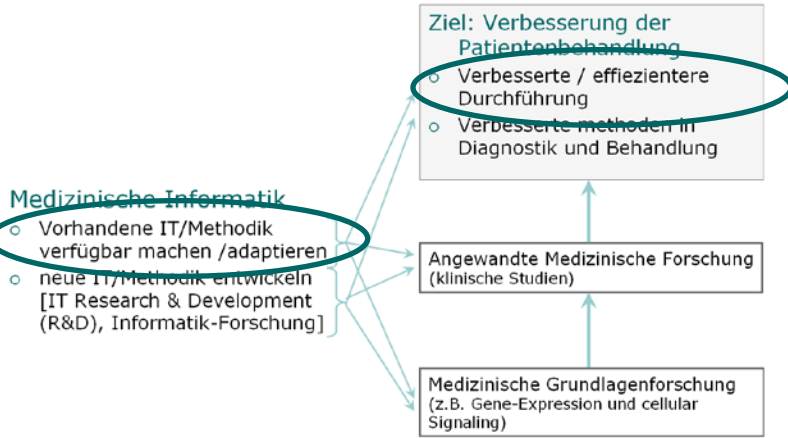 Ziel: Verbesserung der
Patientenbehandlung
Verbesserte / effiezientere
Durchführung
Verbesserte methoden in
Diagnostik und Behandlung
Medizinische Informatik
Vorhandene IT/Methodik
verfügbar machen /adaptieren
neue IT/Methodik entwickeln
[IT Research & Development
(R&D), Informatik-Forschung]
Angewandte Medizinische Forschung
(klinische Studien)
Medizinische Grundlagenforschung
(z.B. Gene-Expression und cellular
Signaling)